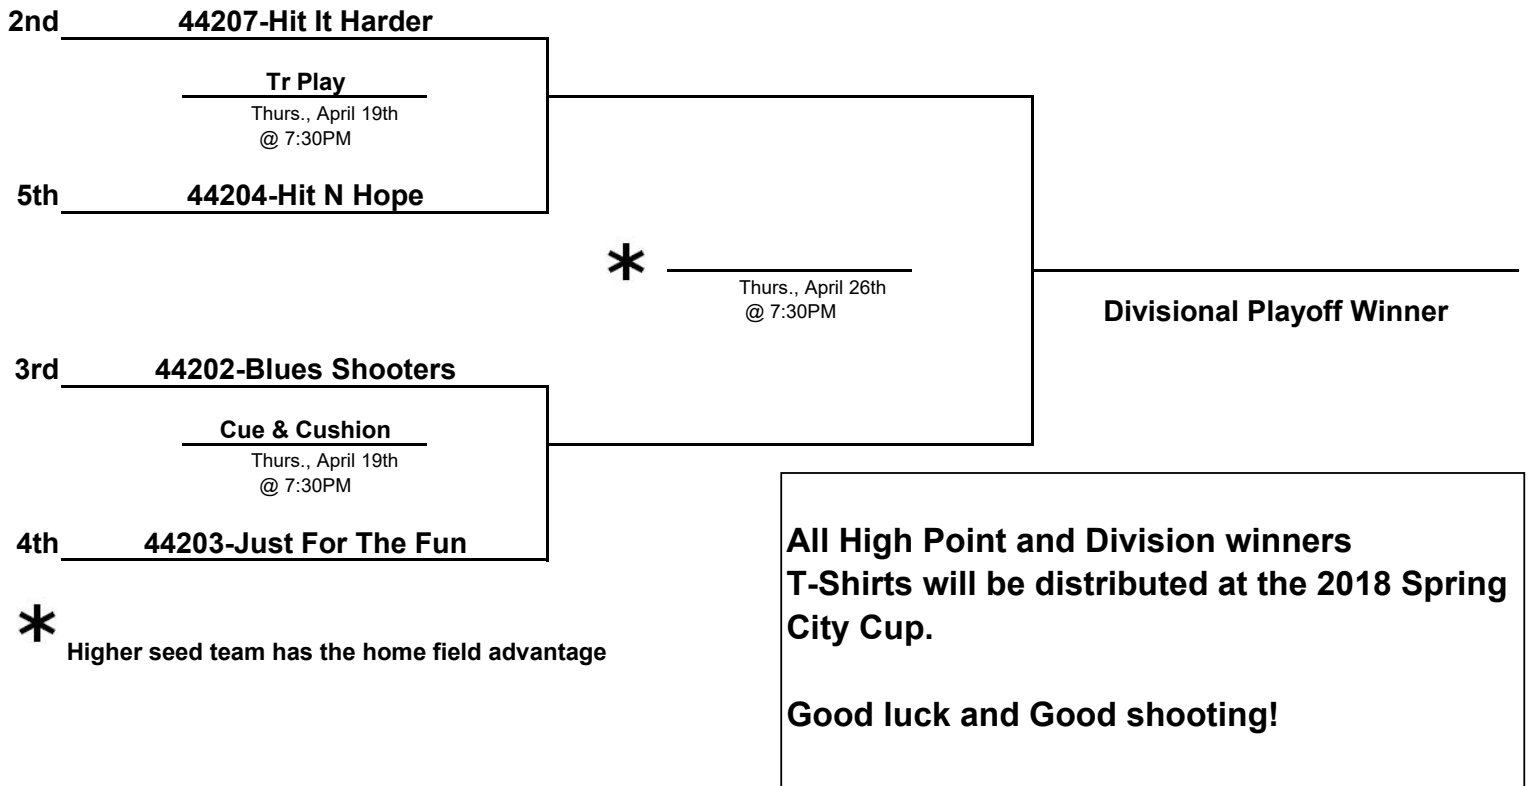 2nd 44207-Hit It Harder
Tr Play
Thurs., April 19th
@ 7:30PM
5th 44204-Hit N Hope
*
Thurs., April 26th
@ 7:30PM
Divisional Playoff Winner
3rd 44202-Blues Shooters
Cue & Cushion
Thurs., April 19th
@ 7:30PM
4th 44203-Just For The Fun
* Higher seed team has the home field advantage
All High Point and Division winners
T-Shirts will be distributed at the 2018 Spring
City Cup.
Good luck and Good shooting!